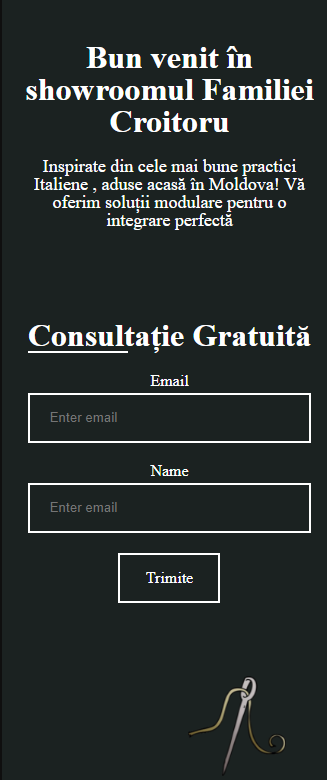 Bun venit în
showroomul Familiei
Croitoru
Inspirate din cele mai bune practici
Italiene , aduse acasă în Moldova! Vă
oferim soluții modulare pentru o
integrare perfectă
Consultație Gratuită
Email
Enter email
Name
Enter email
Trimite